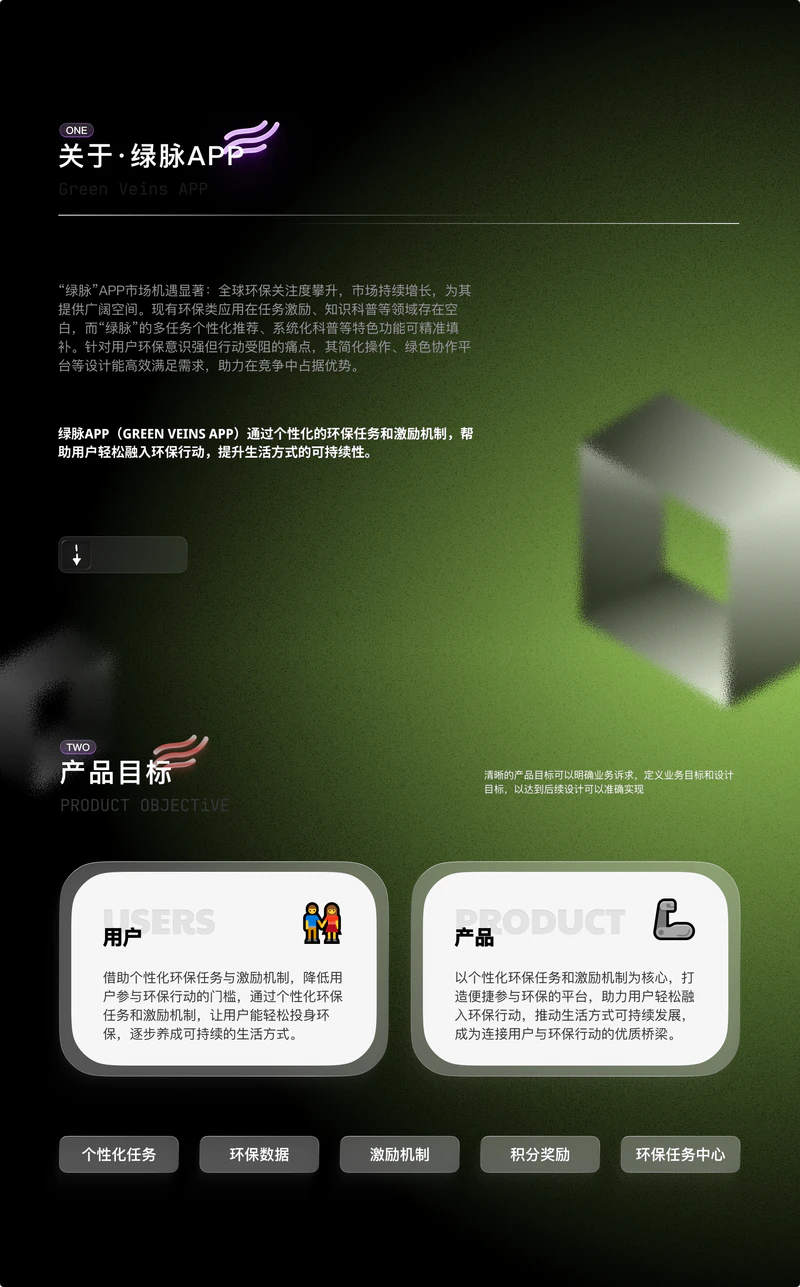 ONE
关于·绿脉APP
Green Veins APP
“绿脉”APP市场机遇显著：全球环保关注度攀升，市场持续增长，为其
提供广阔空间。现有环保类应用在任务激励、知识科普等领域存在空
白，而“绿脉”的多任务个性化推荐、系统化科普等特色功能可精准填
补。针对用户环保意识强但行动受阻的痛点，其简化操作、绿色协作平
台等设计能高效满足需求，助力在竞争中占据优势。
绿脉APP（GREEN VEINS APP）通过个性化的环保任务和激励机制，帮
助用户轻松融入环保行动，提升生活方式的可持续性。
TWO
产品目标
PRODUCT OBJECTiVE
清晰的产品目标可以明确业务诉求，定义业务目标和设计
目标，以达到后续设计可以准确实现
USERS
用户
借助个性化环保任务与激励机制，降低用
户参与环保行动的门槛，通过个性化环保
任务和激励机制，让用户能轻松投身环
保，逐步养成可持续的生活方式。
PRODUCT
产品
以个性化环保任务和激励机制为核心，打
造便捷参与环保的平台，助力用户轻松融
入环保行动，推动生活方式可持续发展，
成为连接用户与环保行动的优质桥梁。
个性化任务
环保数据
激励机制
积分奖励
环保任务中心